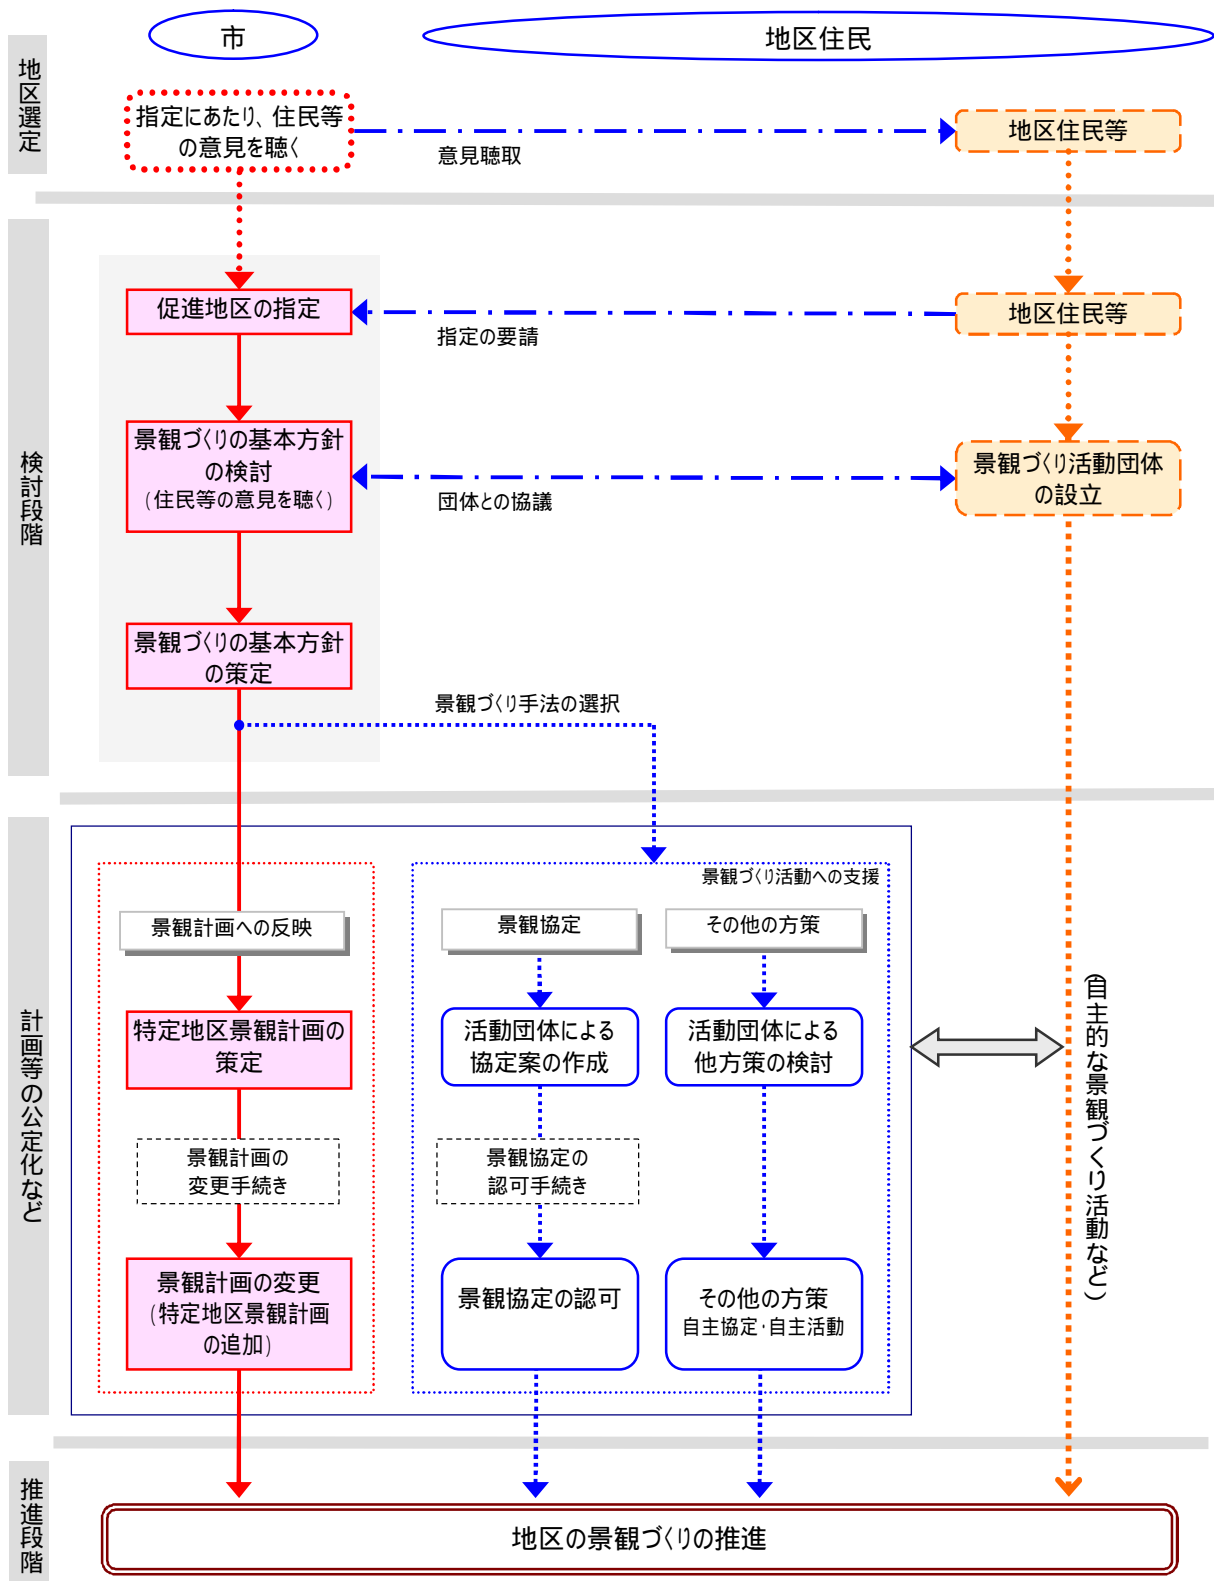 市
地区住民
地区選定
指定にあたり、住民等
の意見を聴く
意見聴取
地区住民等
検討段階
促進地区の指定
指定の要請
地区住民等
景観づくりの基本方針
の検討
(住民等の意見を聴く)
団体との協議
景観づくり活動団体
の設立
景観づくりの基本方針
の策定
景観づくり手法の選択
計画等の公定化など
景観づくり活動への支援
景観計画への反映
景観協定
その他の方策
特定地区景観計画の
策定
活動団体による
協定案の作成
活動団体による
他方策の検討
(自主的な景観づくり活動など)
景観計画の
変更手続き
景観協定の
認可手続き
景観計画の変更
(特定地区景観計画
の追加)
景観協定の認可
その他の方策
自主協定・自主活動
推進段階
地区の景観づくりの推進